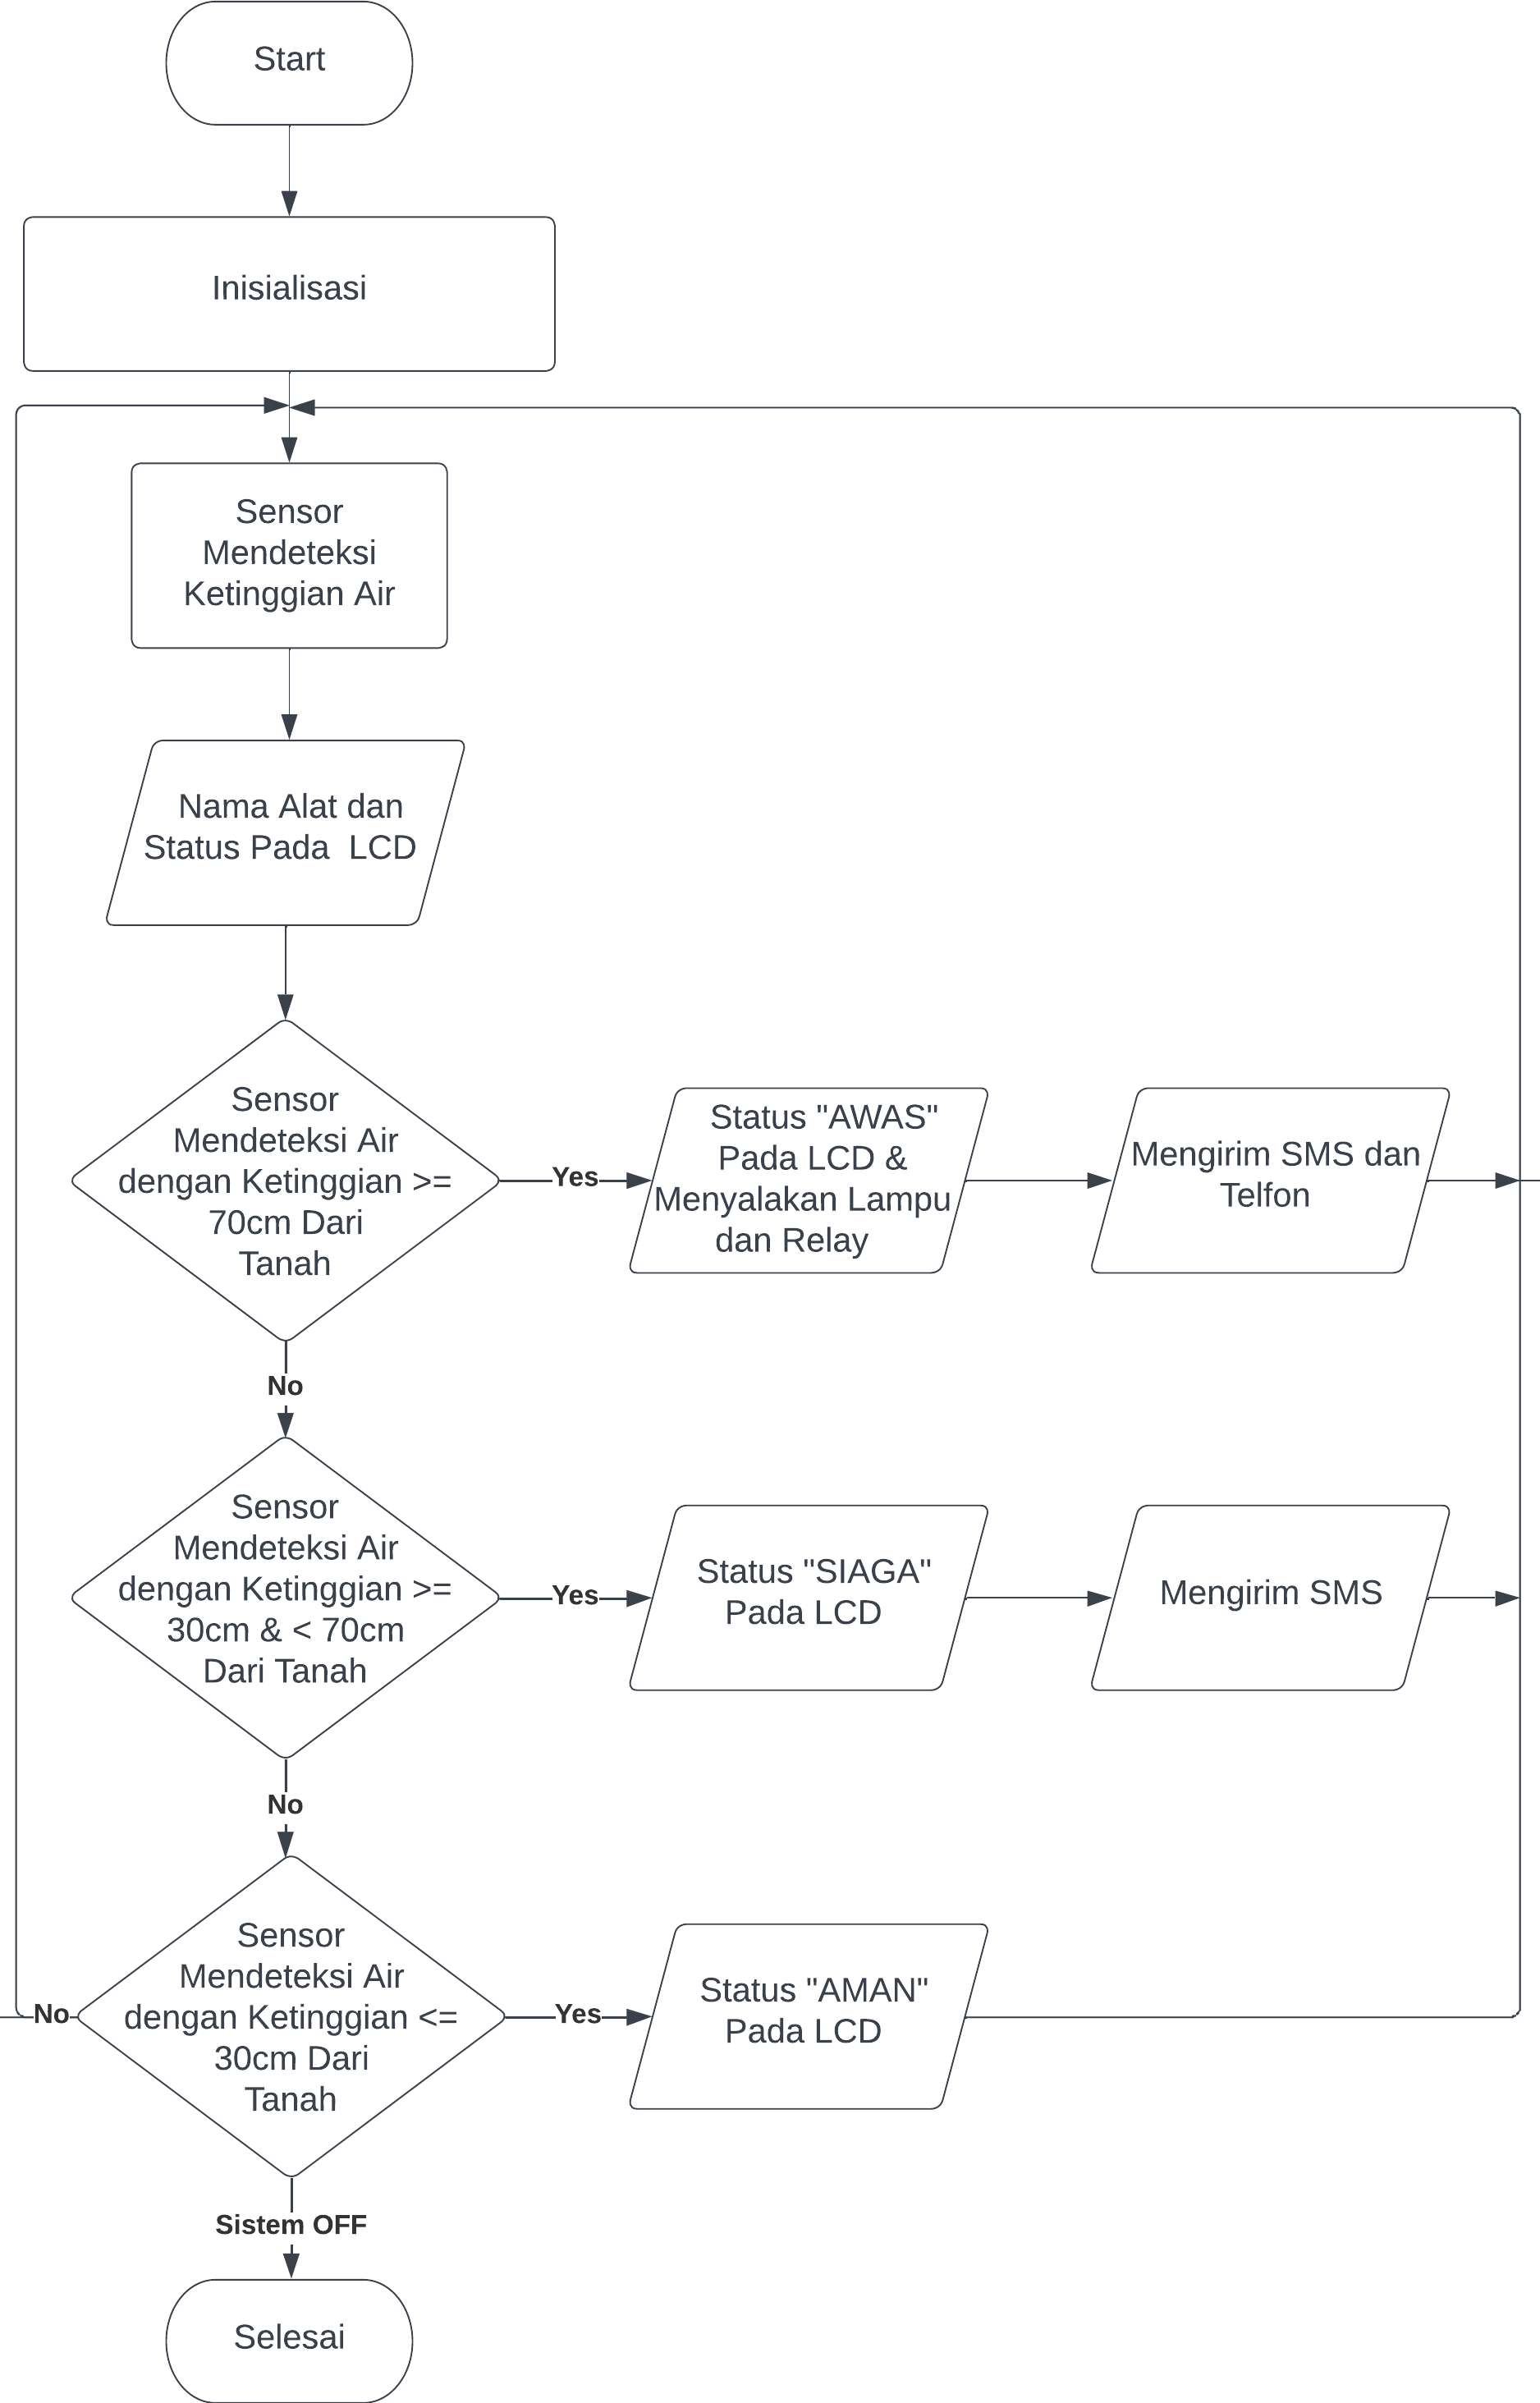 Start
Inisialisasi
Sensor
Mendeteksi
Ketinggian Air
Nama Alat dan
Status Pada  LCD
Sensor
Mendeteksi Air
dengan Ketinggian >=
70cm Dari
Tanah
Yes
Status "AWAS"
Pada LCD &
Menyalakan Lampu
dan Relay
Mengirim SMS dan
Telfon
No
Sensor
Mendeteksi Air
dengan Ketinggian >=
30cm & < 70cm
Dari Tanah
Yes
Status "SIAGA"
Pada LCD
Mengirim SMS
No
Sensor
Mendeteksi Air
dengan Ketinggian <=
30cm Dari
Tanah
No
Yes
Status "AMAN"
Pada LCD
Sistem OFF
Selesai